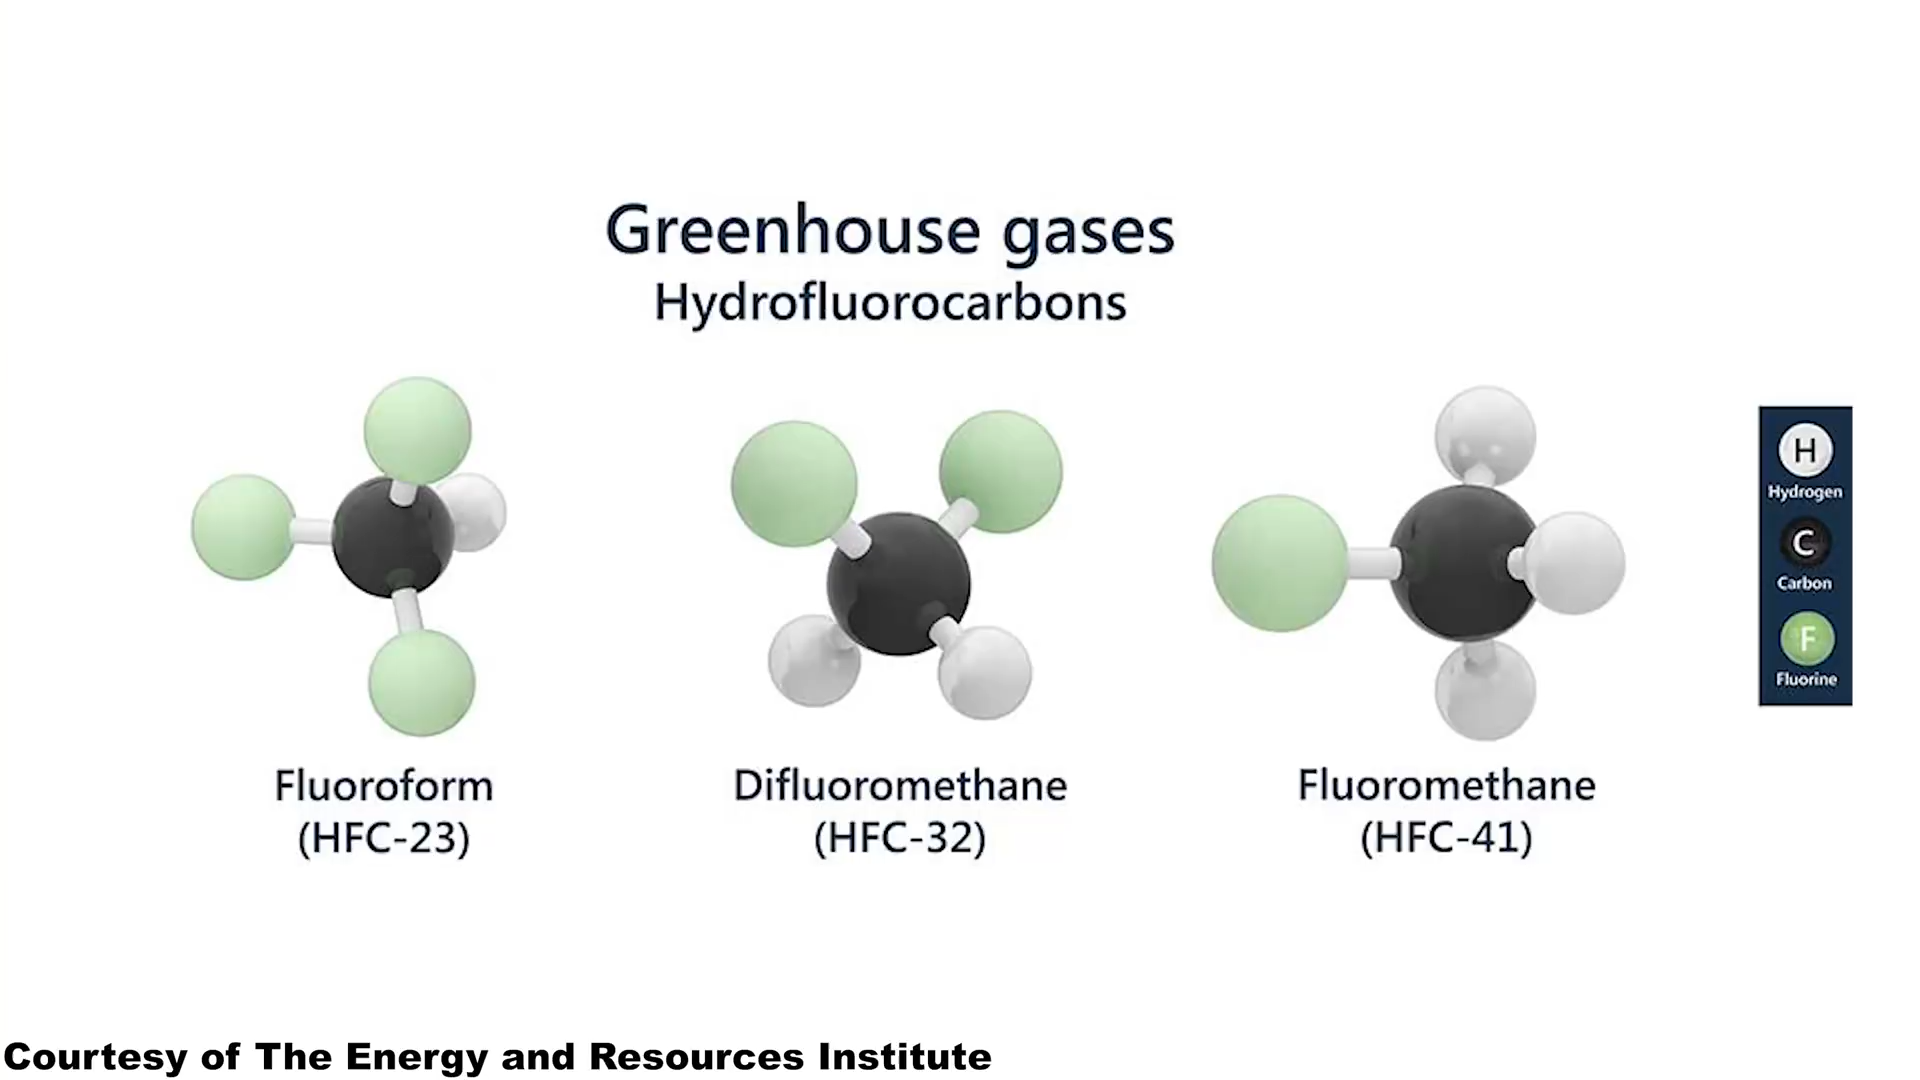 Greenhouse gases
Hydrofluorocarbons
Fluoroform
(HFC-23)
Difluoromethane
(HFC-32)
Fluoromethane
(HFC-41)
H
Hydrogen
C
Carbon
F
Fluorine
Courtesy of The Energy and Resources Institute